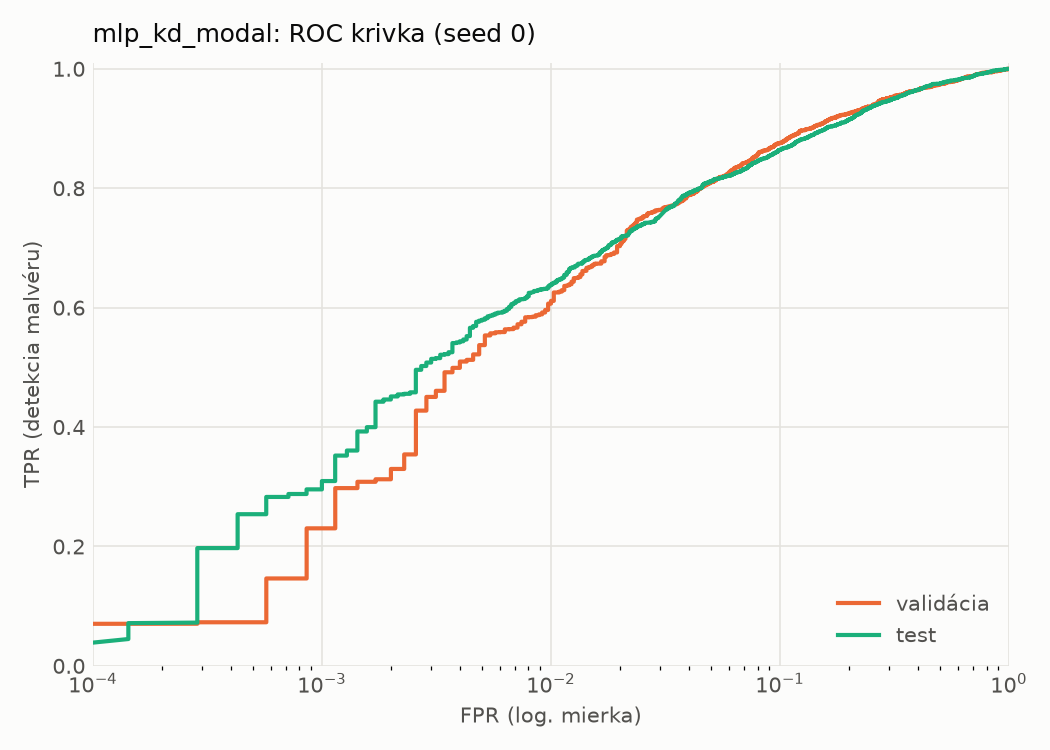 mlp_kd_modal: ROC krivka (seed 0)
1.0
0.8
0.6
0.4
0.2
0.0
TPR (detekcia malvéru)
10⁻⁴
10⁻³
10⁻²
10⁻¹
10⁰
FPR (log. mierka)
validácia
test